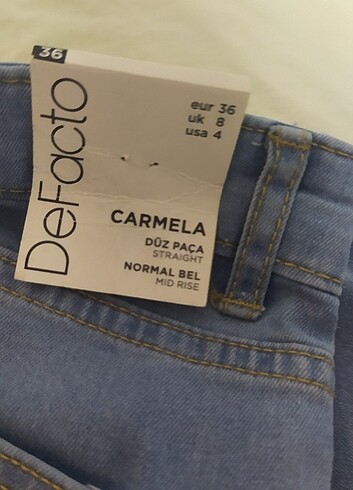 36
DeFacto
eur 36
uk 8
usa 4
CARMELA
DÜZ PAÇA
STRAIGHT
NORMAL BEL
MID RISE